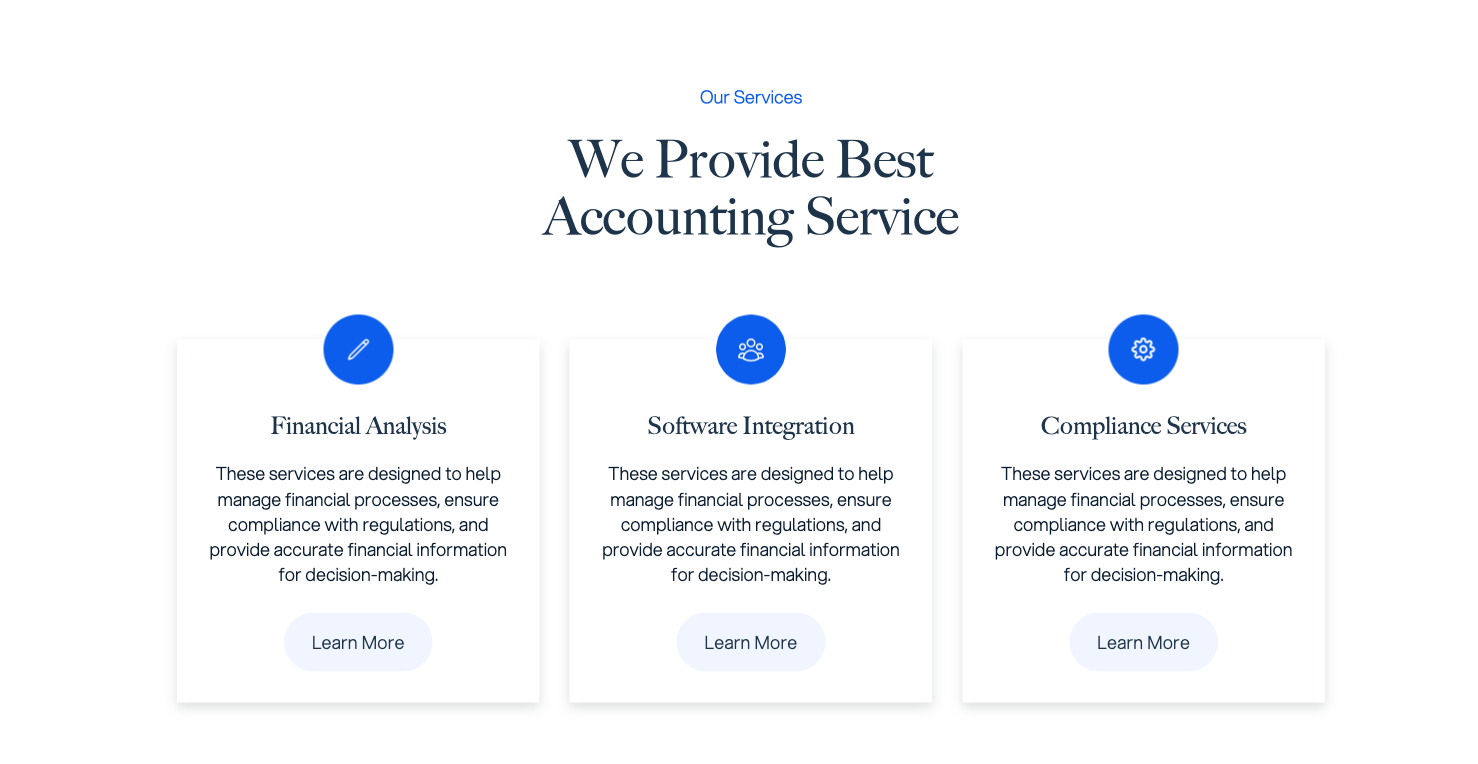 Our Services
We Provide Best
Accounting Service
Financial Analysis
These services are designed to help
manage financial processes, ensure
compliance with regulations, and
provide accurate financial information
for decision-making.
Learn More
Software Integration
These services are designed to help
manage financial processes, ensure
compliance with regulations, and
provide accurate financial information
for decision-making.
Learn More
Compliance Services
These services are designed to help
manage financial processes, ensure
compliance with regulations, and
provide accurate financial information
for decision-making.
Learn More